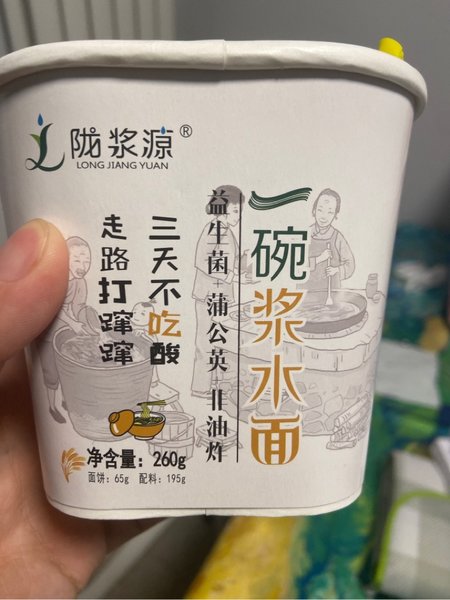 陇浆源®
LONG JIANG YUAN
一碗浆水面
益生菌+蒲公英+非油炸
三天不吃酸
走路打蹿蹿
净含量：260g
面饼：65g 配料：195g